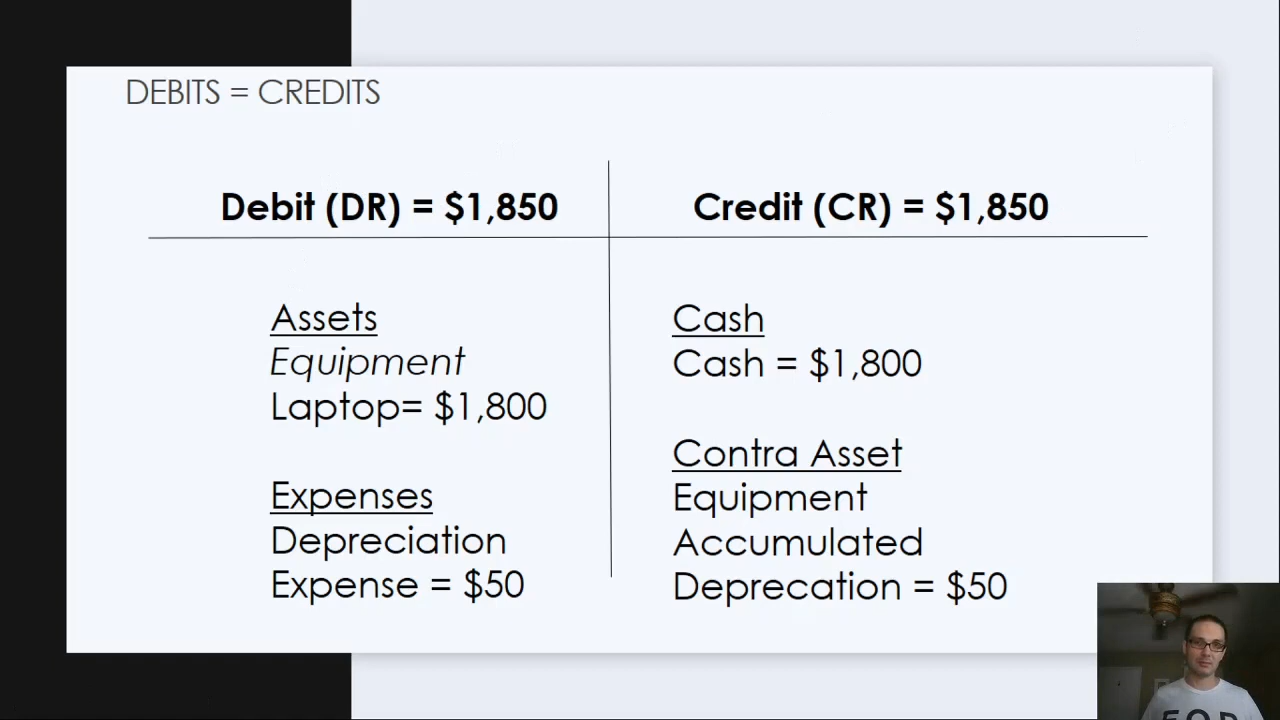 DEBITS = CREDITS
Debit (DR) = $1,850
Credit (CR) = $1,850
Assets
Equipment
Laptop= $1,800
Expenses
Depreciation
Expense = $50
Cash
Cash = $1,800
Contra Asset
Equipment
Accumulated
Deprecation = $50